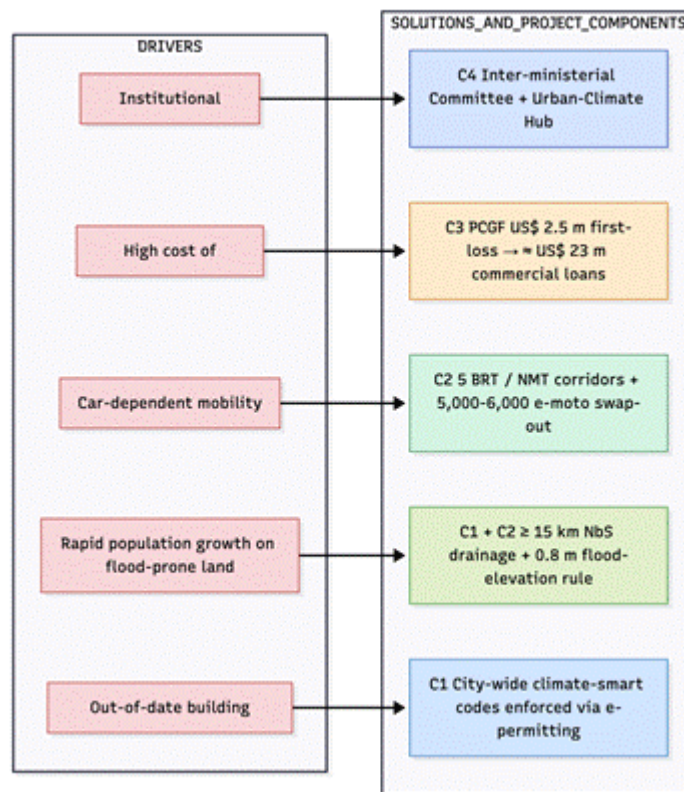 DRIVERS
SOLUTIONS_AND_PROJECT_COMPONENTS
Institutional
C4 Inter-ministerial
Committee + Urban-Climate
Hub
High cost of
C3 PCGF US$ 2.5 m first-
loss → ≈ US$ 23 m
commercial loans
Car-dependent mobility
C2 5 BRT / NMT corridors +
5,000-6,000 e-moto swap-
out
Rapid population growth on
flood-prone land
C1 + C2 ≥ 15 km NbS
drainage + 0.8 m flood-
elevation rule
Out-of-date building
C1 City-wide climate-smart
codes enforced via e-
permitting